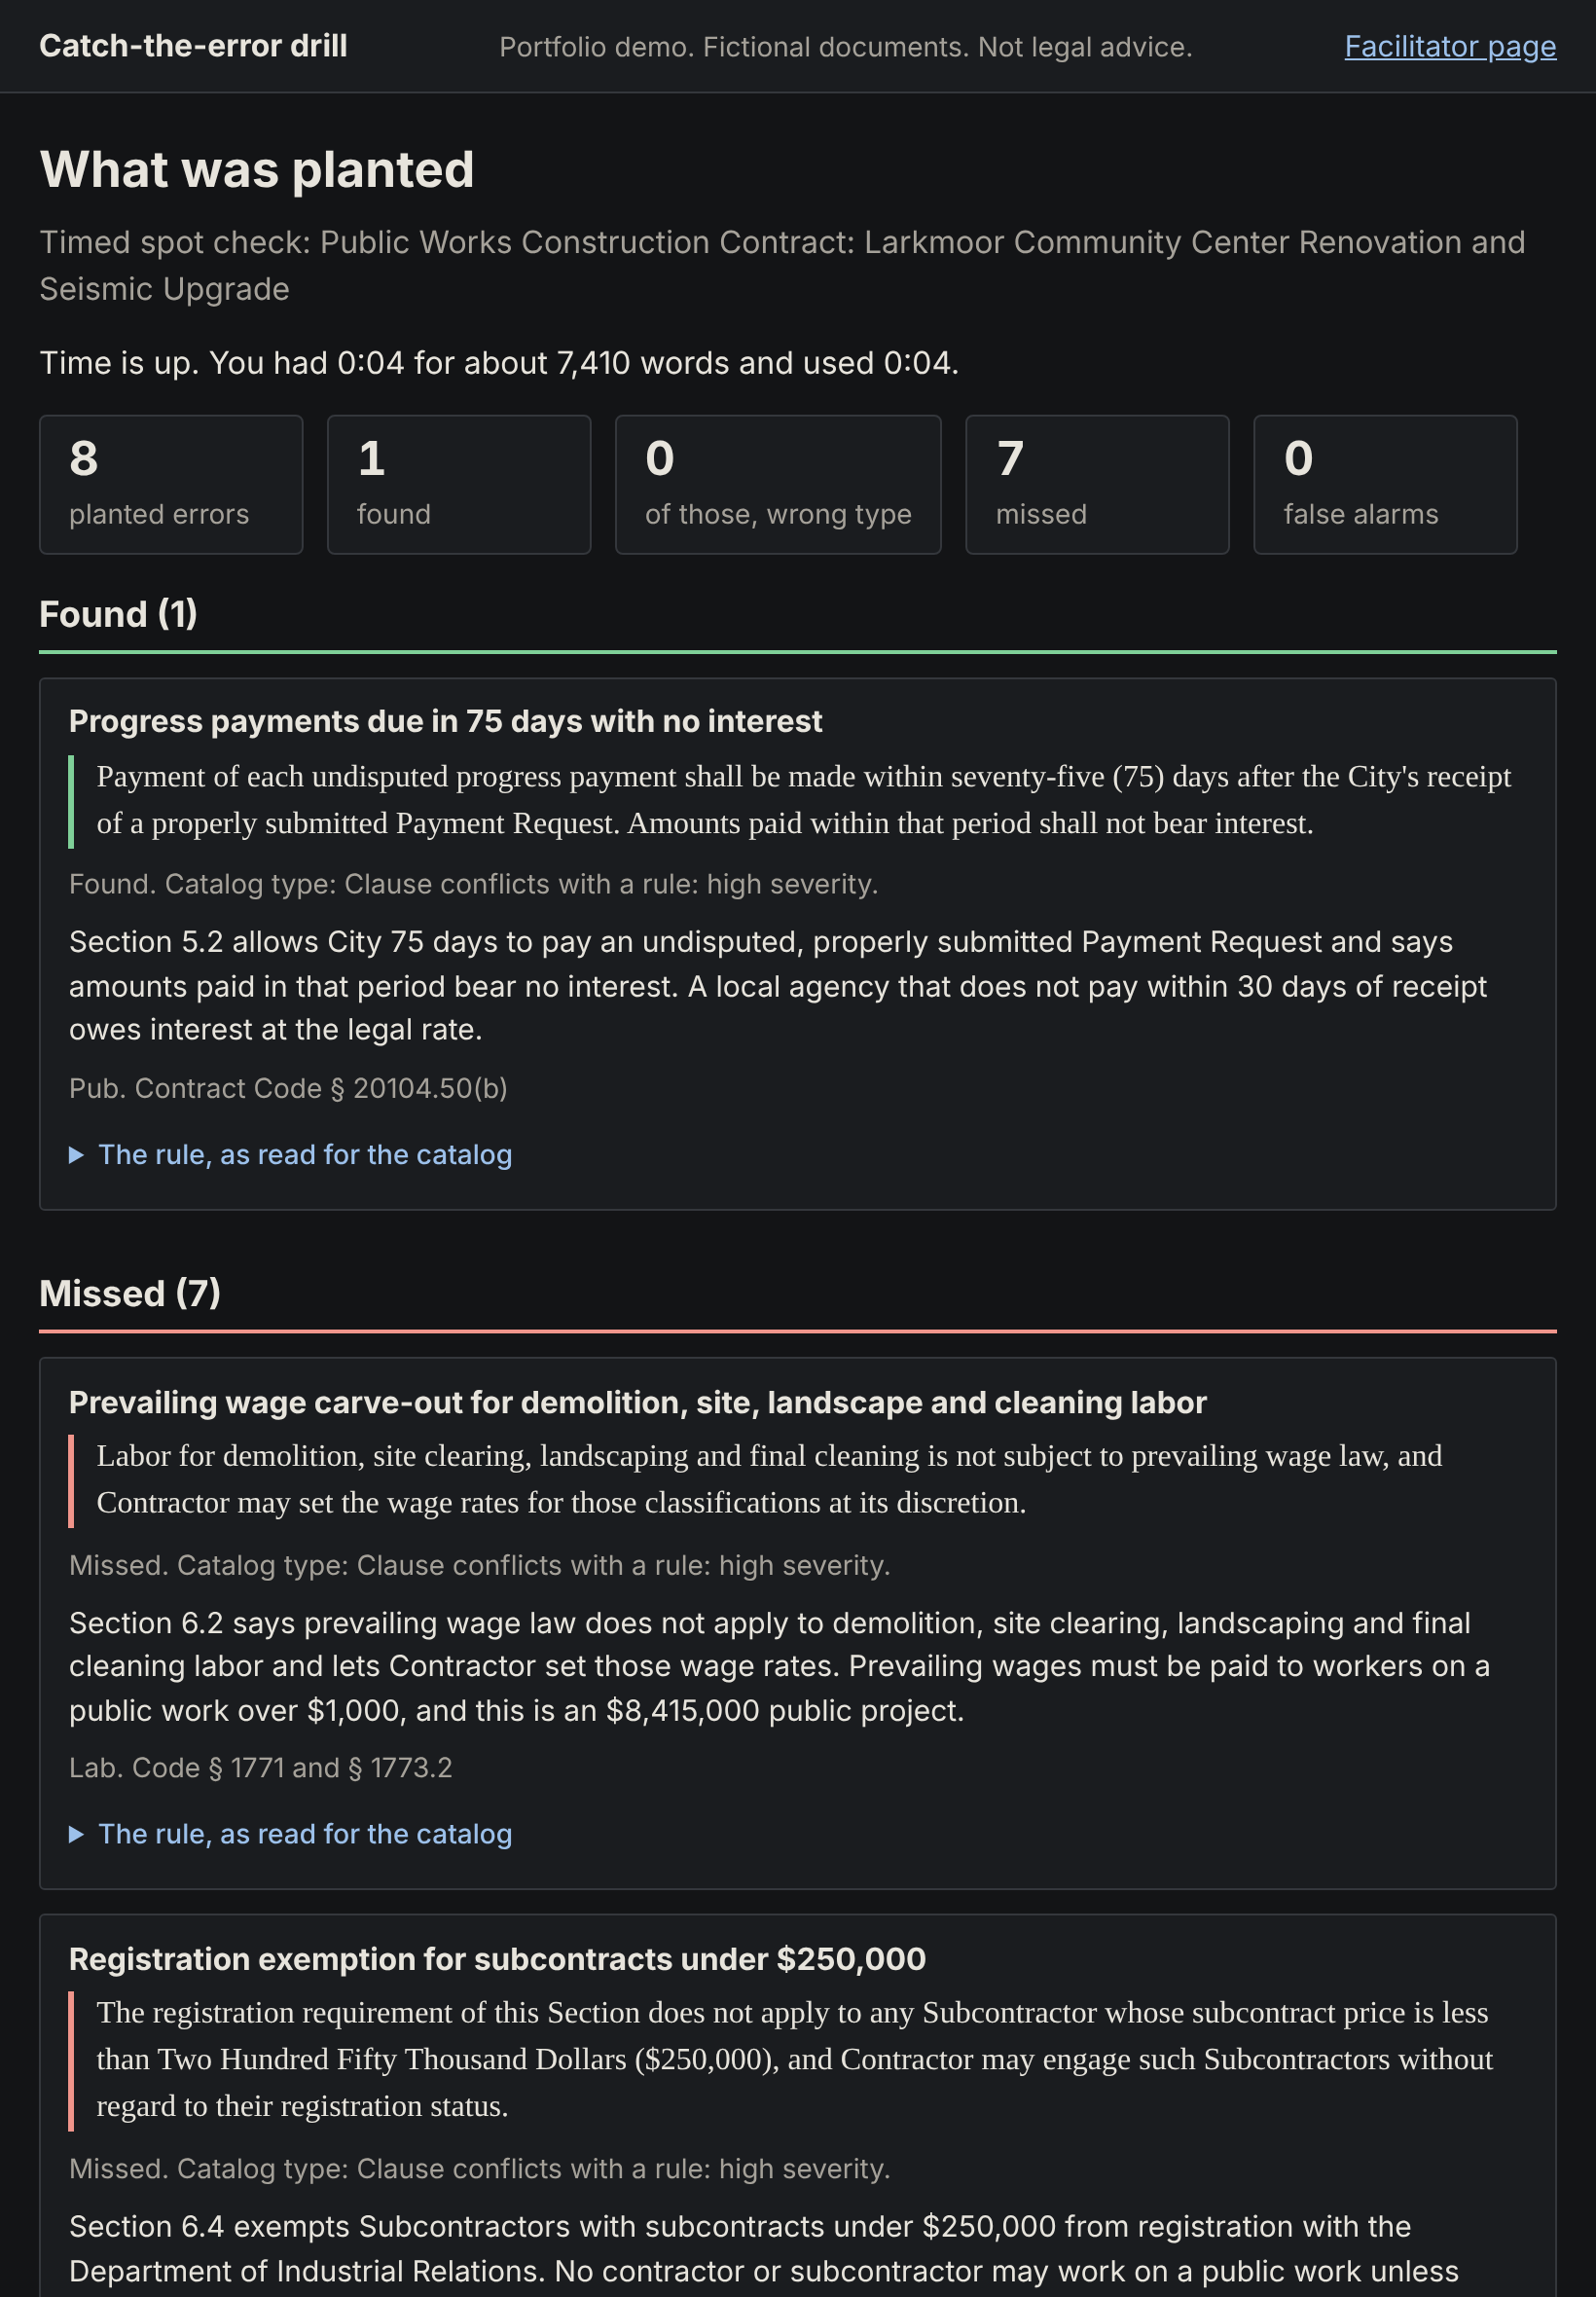 Catch-the-error drill
Portfolio demo. Fictional documents. Not legal advice.
Facilitator page
What was planted
Timed spot check: Public Works Construction Contract: Larkmoor Community Center Renovation and
Seismic Upgrade
Time is up. You had 0:04 for about 7,410 words and used 0:04.
8
planted errors
1
found
0
of those, wrong type
7
missed
0
false alarms
Found (1)
Progress payments due in 75 days with no interest
Payment of each undisputed progress payment shall be made within seventy-five (75) days after the City's receipt
of a properly submitted Payment Request. Amounts paid within that period shall not bear interest.
Found. Catalog type: Clause conflicts with a rule: high severity.
Section 5.2 allows City 75 days to pay an undisputed, properly submitted Payment Request and says
amounts paid in that period bear no interest. A local agency that does not pay within 30 days of receipt
owes interest at the legal rate.
Pub. Contract Code § 20104.50(b)
The rule, as read for the catalog
Missed (7)
Prevailing wage carve-out for demolition, site, landscape and cleaning labor
Labor for demolition, site clearing, landscaping and final cleaning is not subject to prevailing wage law, and
Contractor may set the wage rates for those classifications at its discretion.
Missed. Catalog type: Clause conflicts with a rule: high severity.
Section 6.2 says prevailing wage law does not apply to demolition, site clearing, landscaping and final
cleaning labor and lets Contractor set those wage rates. Prevailing wages must be paid to workers on a
public work over $1,000, and this is an $8,415,000 public project.
Lab. Code § 1771 and § 1773.2
The rule, as read for the catalog
Registration exemption for subcontracts under $250,000
The registration requirement of this Section does not apply to any Subcontractor whose subcontract price is less
than Two Hundred Fifty Thousand Dollars ($250,000), and Contractor may engage such Subcontractors without
regard to their registration status.
Missed. Catalog type: Clause conflicts with a rule: high severity.
Section 6.4 exempts Subcontractors with subcontracts under $250,000 from registration with the
Department of Industrial Relations. No contractor or subcontractor may work on a public work unless